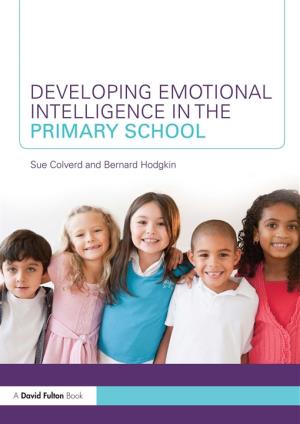 DEVELOPING EMOTIONAL
INTELLIGENCE IN THE
PRIMARY SCHOOL
Sue Colverd and Bernard Hodgkin
A David Fulton Book